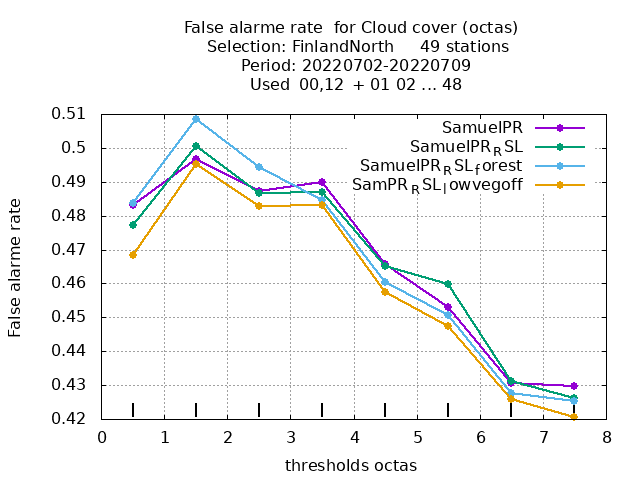 False alarme rate  for Cloud cover (octas)
Selection: FinlandNorth     49 stations
Period: 20220702-20220709
Used  00,12  + 01 02 ... 48
SamuelPR
SamuelPR_RSL
SamuelPR_RSL_forest
SamPR_RSL_lowvegoff
0.51
0.5
0.49
0.48
0.47
0.46
0.45
0.44
0.43
0.42
False alarme rate
0 1 2 3 4 5 6 7 8
thresholds octas